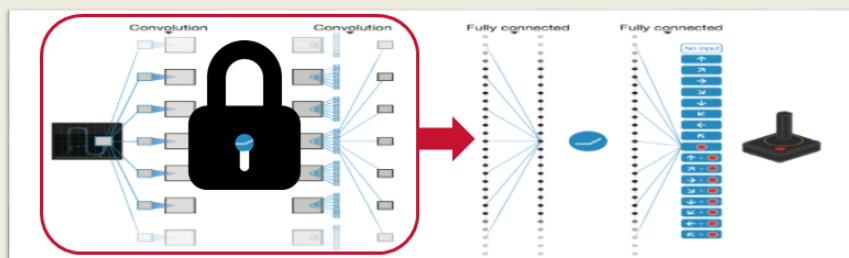 Convolution
Convolution
Fully connected
Fully connected
No input